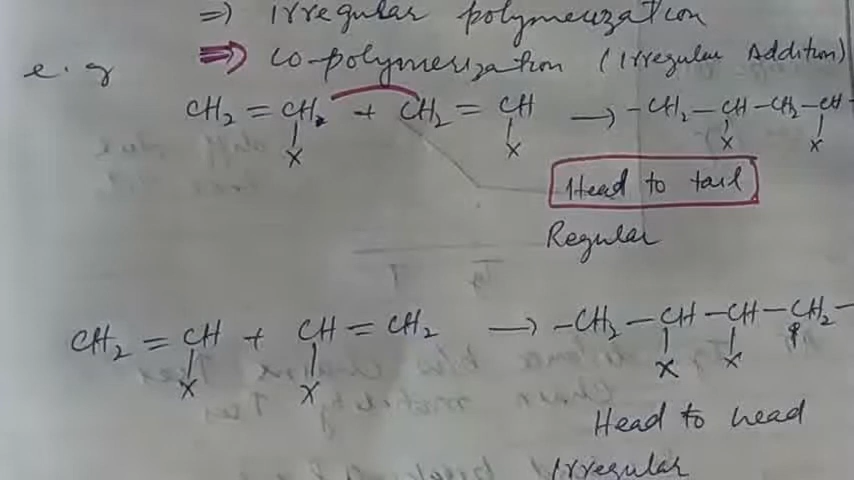 =) irregular polymerization
e.g => co-polymerization (Irregular Addition)
CH2 = CH2 + CH2 = CH → -CH2-CH-CH2-CH
X X X X
Head to tail
Regular
CH2 = CH + CH = CH2 → -CH2-CH-CH-CH2-
X X X X
Head to head
Irregular